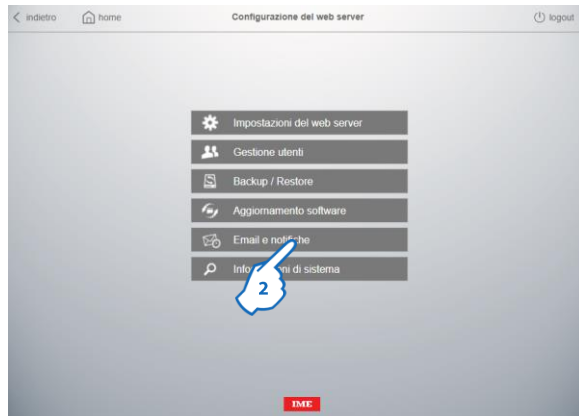 indietro home Configurazione del web server logout
Impostazioni del web server
Gestione utenti
Backup / Restore
Aggiornamento software
Email e notifiche
di sistema
2
IME